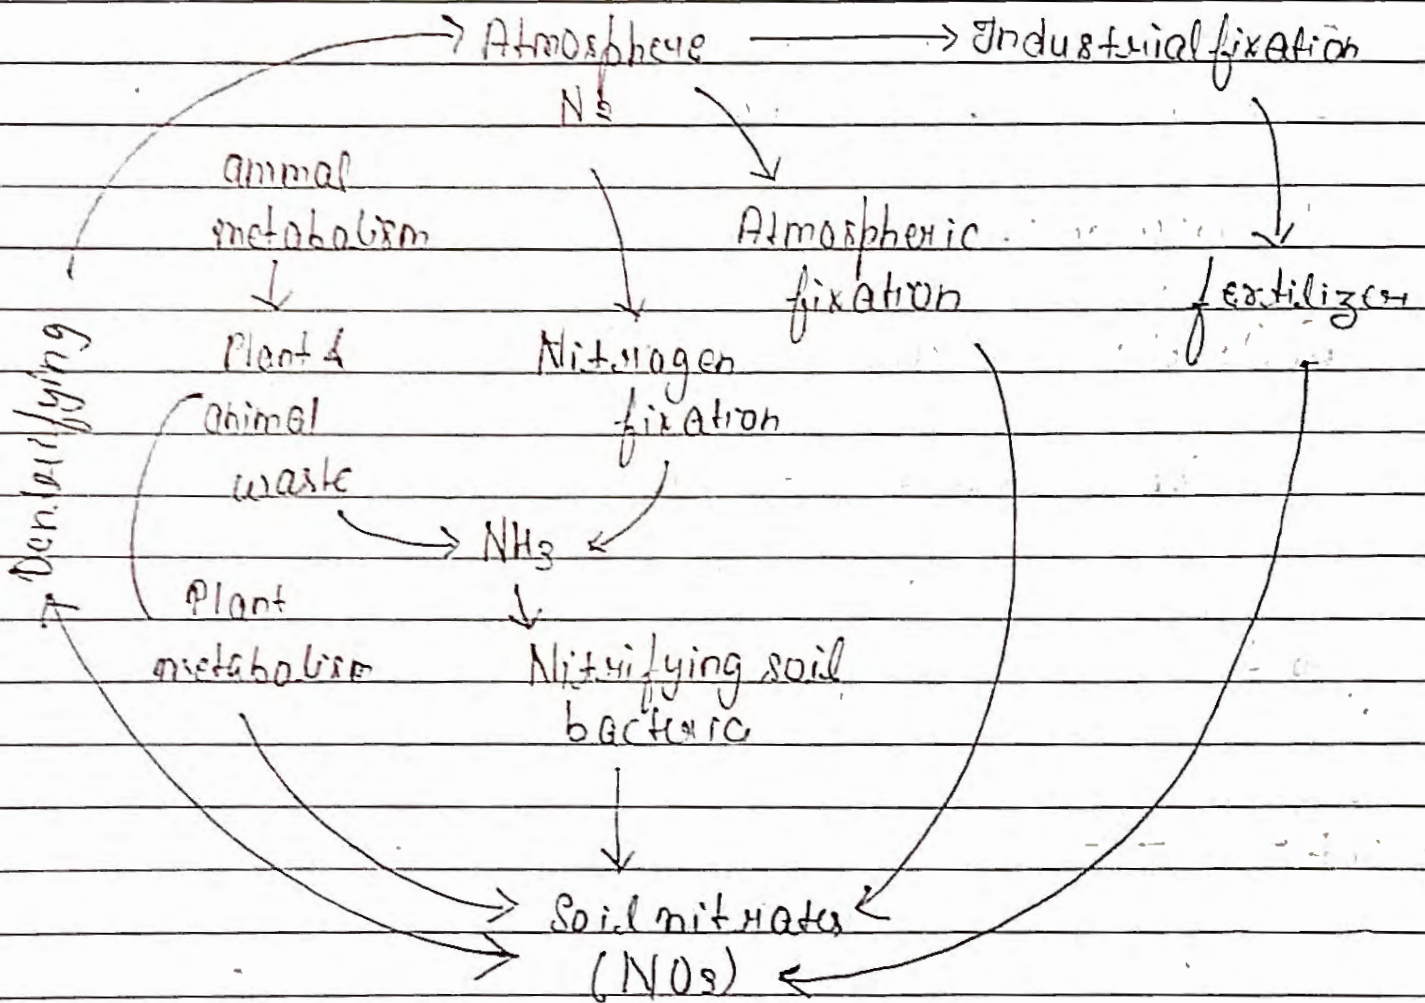 Atmosphere → Industrial fixation
N2
animal
metabolism
Atmospheric
fixation
fertilizer
Plant &
animal
waste
Nitrogen
fixation
NH3
Denteifying
Plant
metabolism
Nitrifying soil
bacteria
Soil nitrates
(NO3)